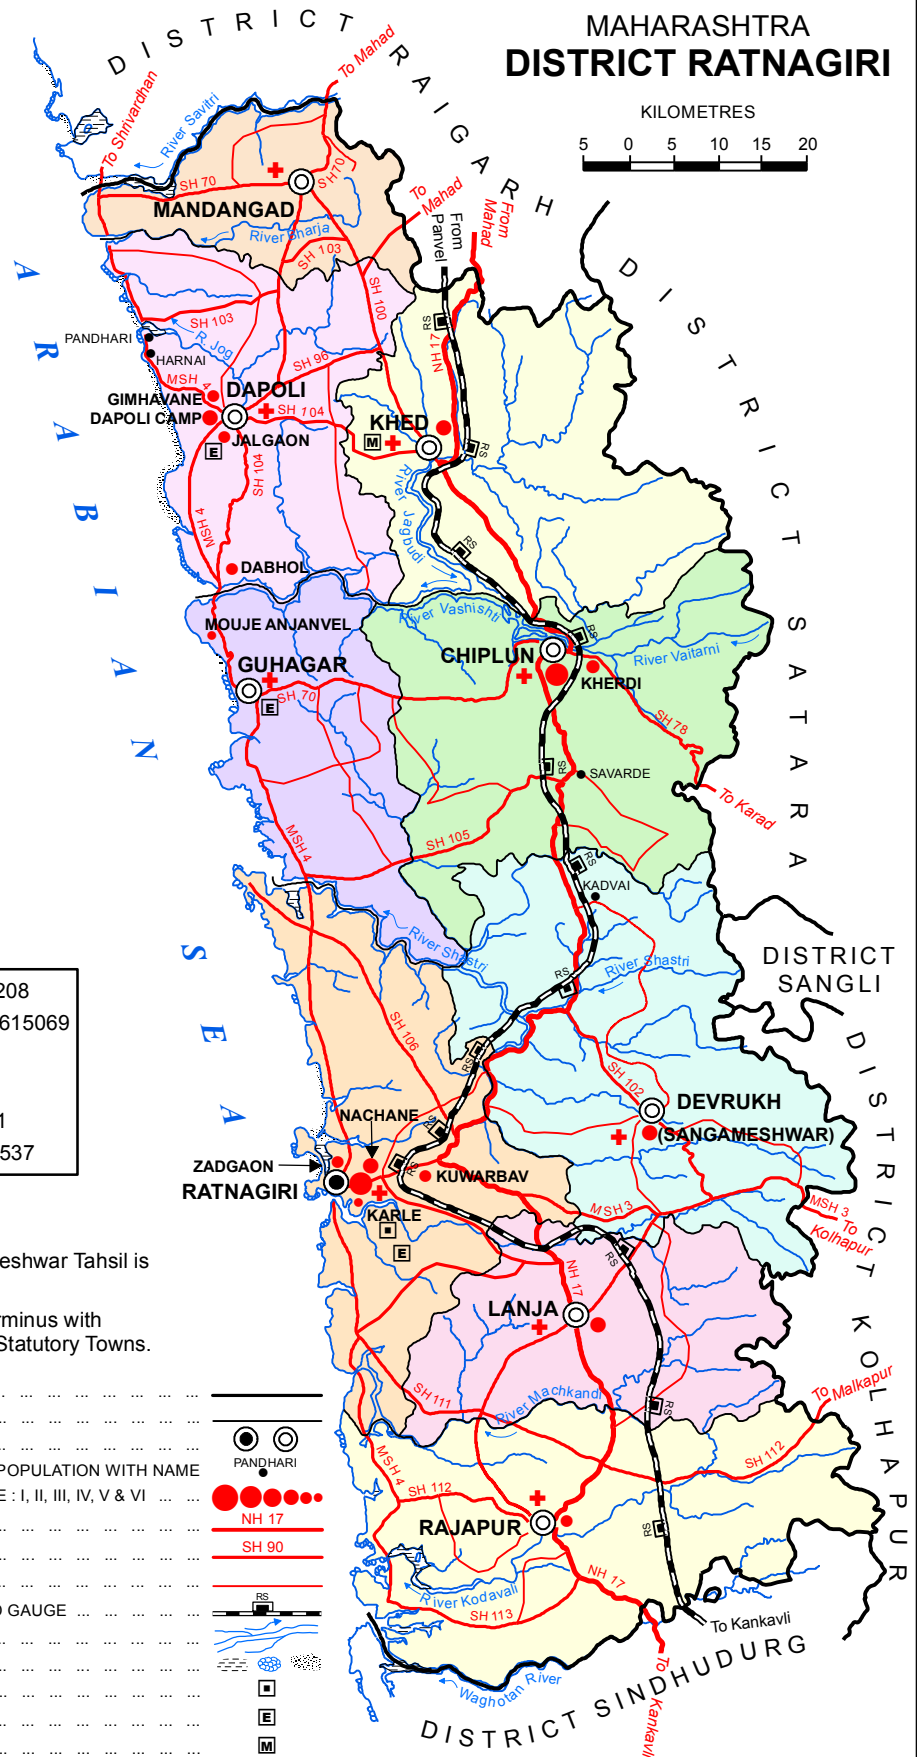 MAHARASHTRA
DISTRICT RATNAGIRI
KILOMETRES
5 0 5 10 15 20
DISTRICT RAIGARH
To Mahad
To Shrivardhan
River Savitri
SH 70
SH 70
MANDANGAD
To Mahad
From Panvel
From Mahad
River Bharja
SH 103
SH 100
DISTRICT SATARA
ARABIAN SEA
PANDHARI
HARNAI
SH 103
R. Jog
SH 96
RS
NH 17
MSH 4
DAPOLI
GIMHAVANE
DAPOLI CAMP
SH 104
KHED
M
JALGAON
E
SH 104
RS
River Jagbudi
MSH 4
RS
DABHOL
MOUJE ANJANVEL
River Vashishti
RS
GUHAGAR
CHIPLUN
River Vaitarni
KHERDI
SH 70
E
SH 78
RS
SAVARDE
To Karad
MSH 4
SH 105
RS
KADVAI
River Shastri
River Shastri
RS
DISTRICT
SANGLI
SH 106
RS
SH 102
DEVRUKH
(SANGAMESHWAR)
NACHANE
RS
ZADGAON
RS
RATNAGIRI
KUWARBAV
KARLE
MSH 3
MSH 3
To Kolhapur
E
RS
NH 17
LANJA
DISTRICT KOLHAPUR
To Malkapur
SH 111
River Machkandi
RS
MSH 4
SH 112
SH 112
RAJAPUR
RS
River Kodavali
NH 17
SH 113
To Kankavli
To Kankavli
Waghotan River
DISTRICT SINDHUDURG
208
615069
1
537
eshwar Tahsil is
rminus with
Statutory Towns.
PANDHARI
POPULATION WITH NAME
E : I, II, III, IV, V & VI ... ...
NH 17
SH 90
RS
GAUGE ... ... ... ... ...
E
M